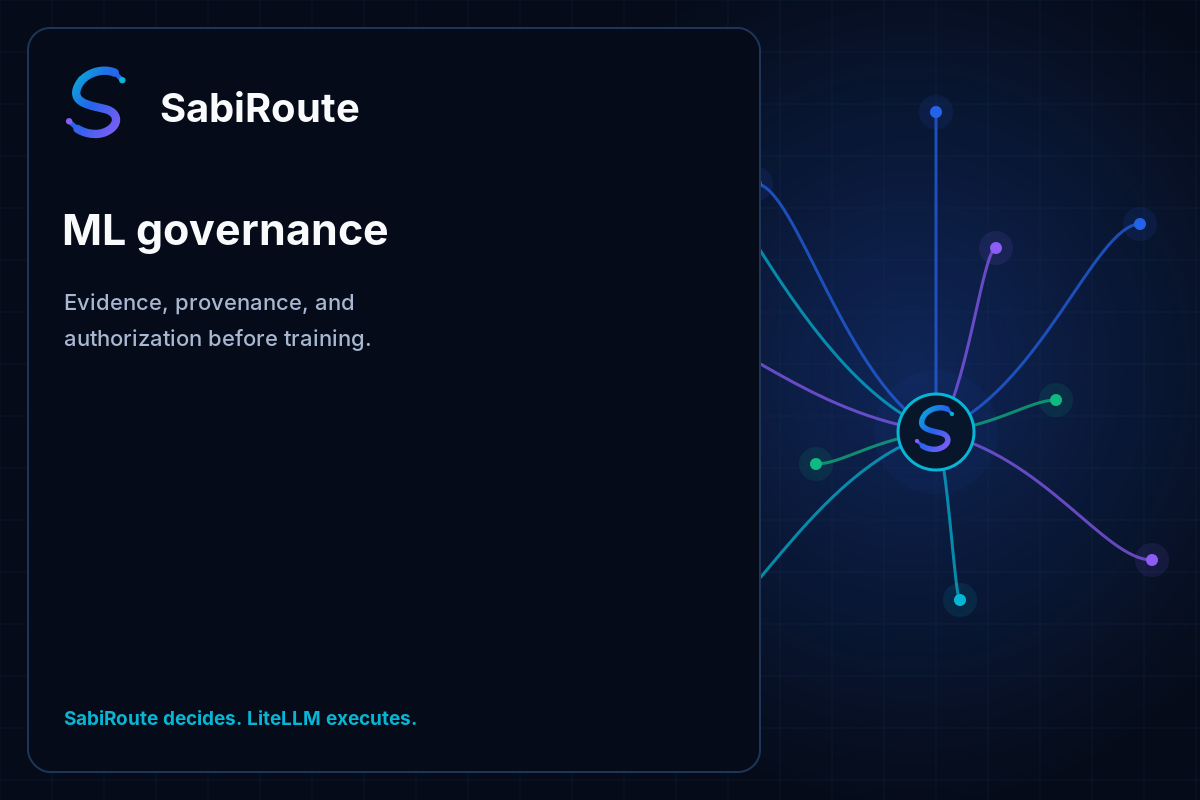 SabiRoute
ML governance
Evidence, provenance, and
authorization before training.
SabiRoute decides. LiteLLM executes.